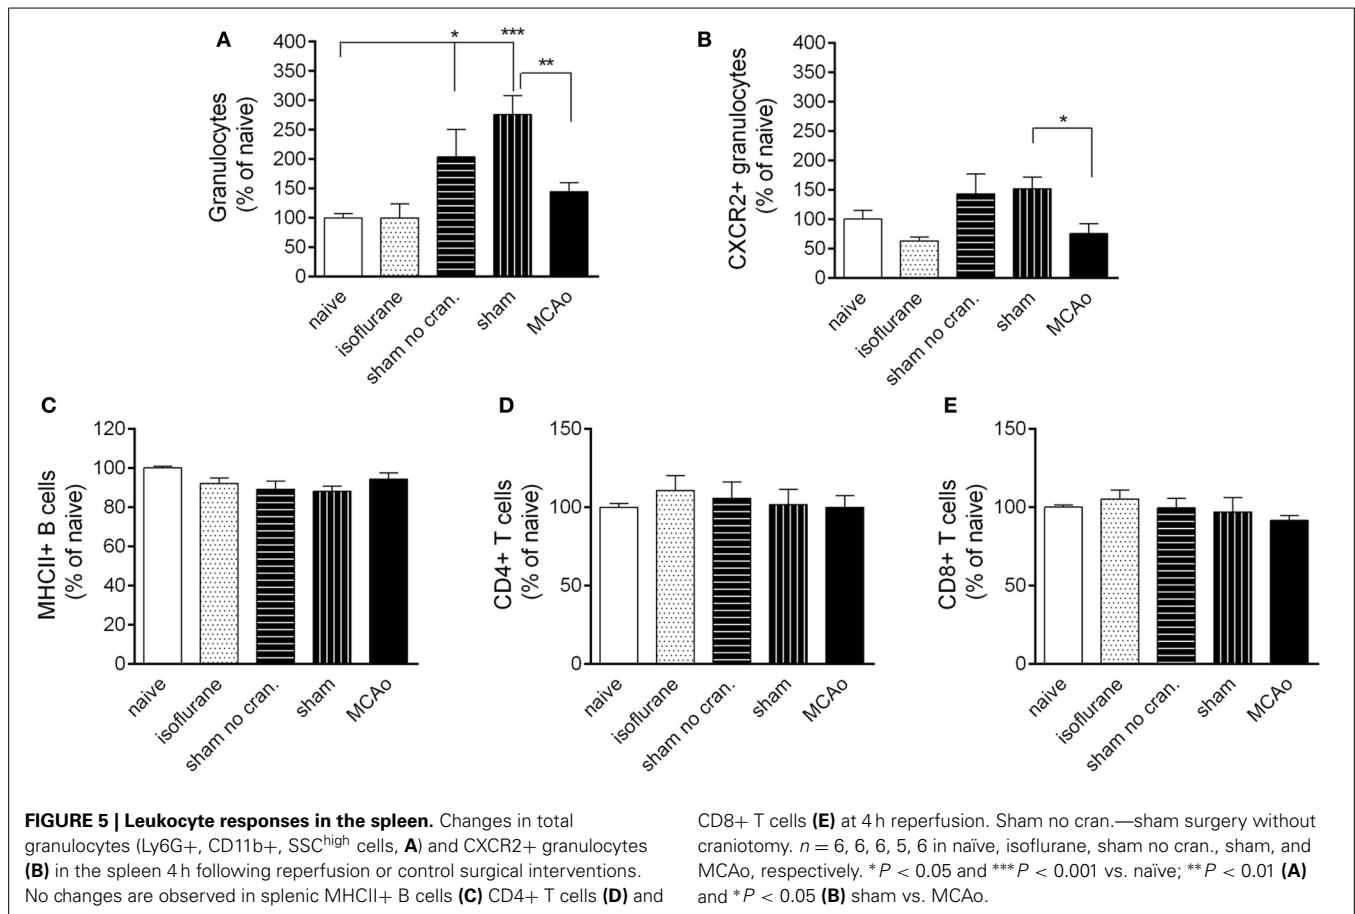 A
Granulocytes
(% of naive)
400
350
300
250
200
150
100
50
0
* ***
**
naive
isoflurane
sham no cran.
sham
MCAo
B
CXCR2+ granulocytes
(% of naive)
400
350
300
250
200
150
100
50
0
*
naive
isoflurane
sham no cran.
sham
MCAo
C
MHCII+ B cells
(% of naive)
120
100
80
60
40
20
0
naive
isoflurane
sham no cran.
sham
MCAo
D
CD4+ T cells
(% of naive)
150
100
50
0
naive
isoflurane
sham no cran.
sham
MCAo
E
CD8+ T cells
(% of naive)
150
100
50
0
naive
isoflurane
sham no cran.
sham
MCAo
FIGURE 5 | Leukocyte responses in the spleen. Changes in total
granulocytes (Ly6G+, CD11b+, SSChigh cells, A) and CXCR2+ granulocytes
(B) in the spleen 4 h following reperfusion or control surgical interventions.
No changes are observed in splenic MHCII+ B cells (C) CD4+ T cells (D) and
CD8+ T cells (E) at 4 h reperfusion. Sham no cran.—sham surgery without
craniotomy. n = 6, 6, 6, 5, 6 in naïve, isoflurane, sham no cran., sham, and
MCAo, respectively. *P < 0.05 and ***P < 0.001 vs. naïve; **P < 0.01 (A)
and *P < 0.05 (B) sham vs. MCAo.